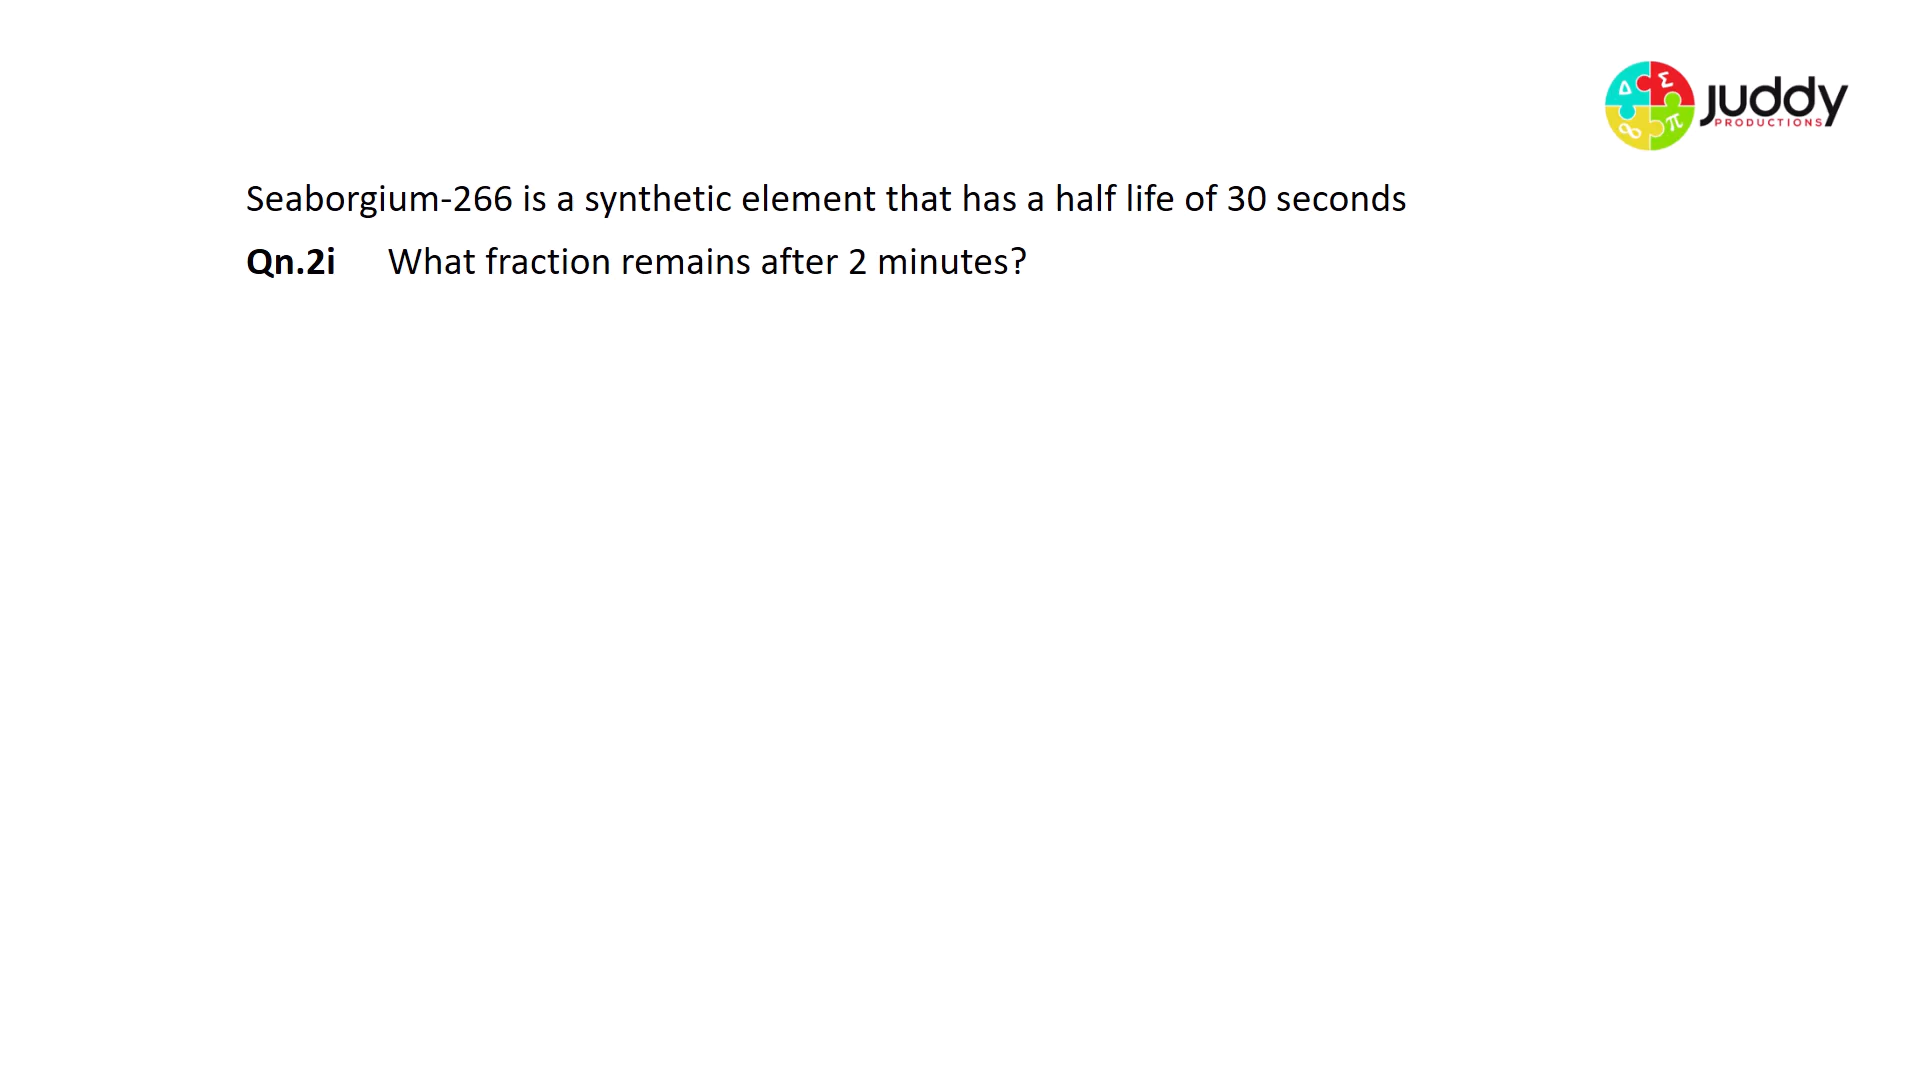 juddy
PRODUCTIONS
Seaborgium-266 is a synthetic element that has a half life of 30 seconds
Qn.2i What fraction remains after 2 minutes?